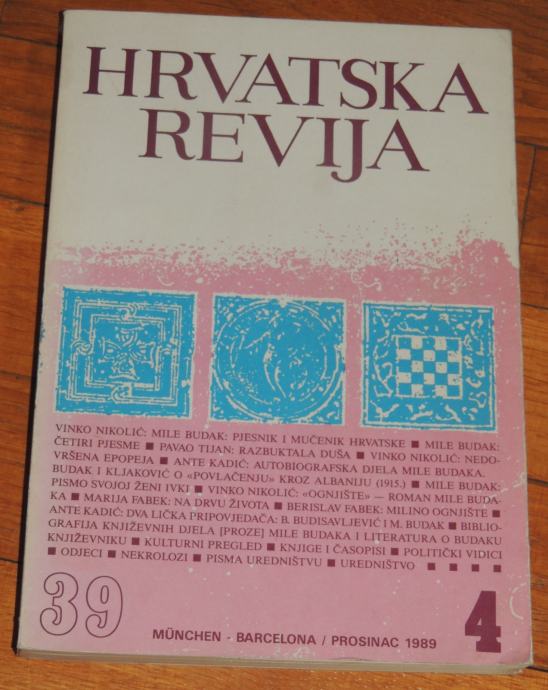 HRVATSKA
REVIJA
VINKO NIKOLIĆ: MILE BUDAK: PJESNIK I MUČENIK HRVATSKE ■ MILE BUDAK:
ČETIRI PJESME ■ PAVAO TIJAN: RAZBUKTALA DUŠA ■ VINKO NIKOLIĆ: NEDO-
VRŠENA EPOPEJA ■ ANTE KADIĆ: AUTOBIOGRAFSKA DJELA MILE BUDAKA.
BUDAK I KLJAKOVIĆ O «POVLAČENJU» KROZ ALBANIJU (1915.) ■ MILE BUDAK:
PISMO SVOJOJ ŽENI IVKI ■ VINKO NIKOLIĆ: «OGNJIŠTE» — ROMAN MILE BUDA-
KA ■ MARIJA FABEK: NA DRVU ŽIVOTA ■ BERISLAV FABEK: MILINO OGNJIŠTE ■
ANTE KADIĆ: DVA LIČKA PRIPOVJEDAČA: B. BUDISAVLJEVIĆ I M. BUDAK ■ BIBLIO-
GRAFIJA KNJIŽEVNIH DJELA [PROZE] MILE BUDAKA I LITERATURA O BUDAKU
KNJIŽEVNIKU ■ KULTURNI PREGLED ■ KNJIGE I ČASOPISI ■ POLITIČKI VIDICI
■ ODJECI ■ NEKROLOZI ■ PISMA UREDNIŠTVU ■ UREDNIŠTVO ■ ■ ■ ■
39
MÜNCHEN - BARCELONA / PROSINAC 1989
4